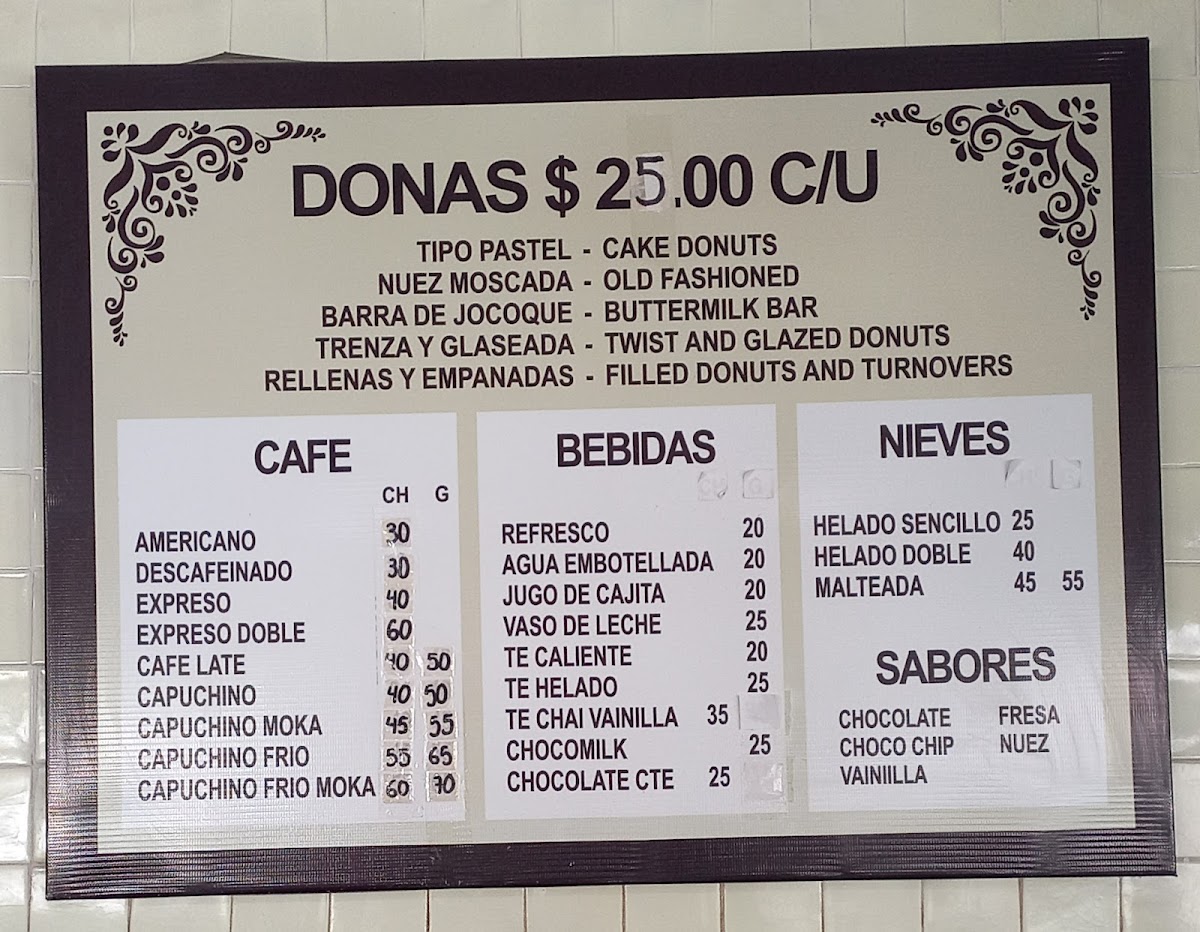 DONAS $ 25.00 C/U
TIPO PASTEL - CAKE DONUTS
NUEZ MOSCADA - OLD FASHIONED
BARRA DE JOCOQUE - BUTTERMILK BAR
TRENZA Y GLASEADA - TWIST AND GLAZED DONUTS
RELLENAS Y EMPANADAS - FILLED DONUTS AND TURNOVERS
CAFE
CH G
AMERICANO 30
DESCAFEINADO 30
EXPRESO 40
EXPRESO DOBLE 60
CAFE LATE 40 50
CAPUCHINO 40 50
CAPUCHINO MOKA 45 55
CAPUCHINO FRIO 55 65
CAPUCHINO FRIO MOKA 60 70
BEBIDAS
REFRESCO 20
AGUA EMBOTELLADA 20
JUGO DE CAJITA 20
VASO DE LECHE 25
TE CALIENTE 20
TE HELADO 25
TE CHAI VAINILLA 35
CHOCOMILK 25
CHOCOLATE CTE 25
NIEVES
HELADO SENCILLO 25
HELADO DOBLE 40
MALTEADA 45 55
SABORES
CHOCOLATE FRESA
CHOCO CHIP NUEZ
VAINIILLA